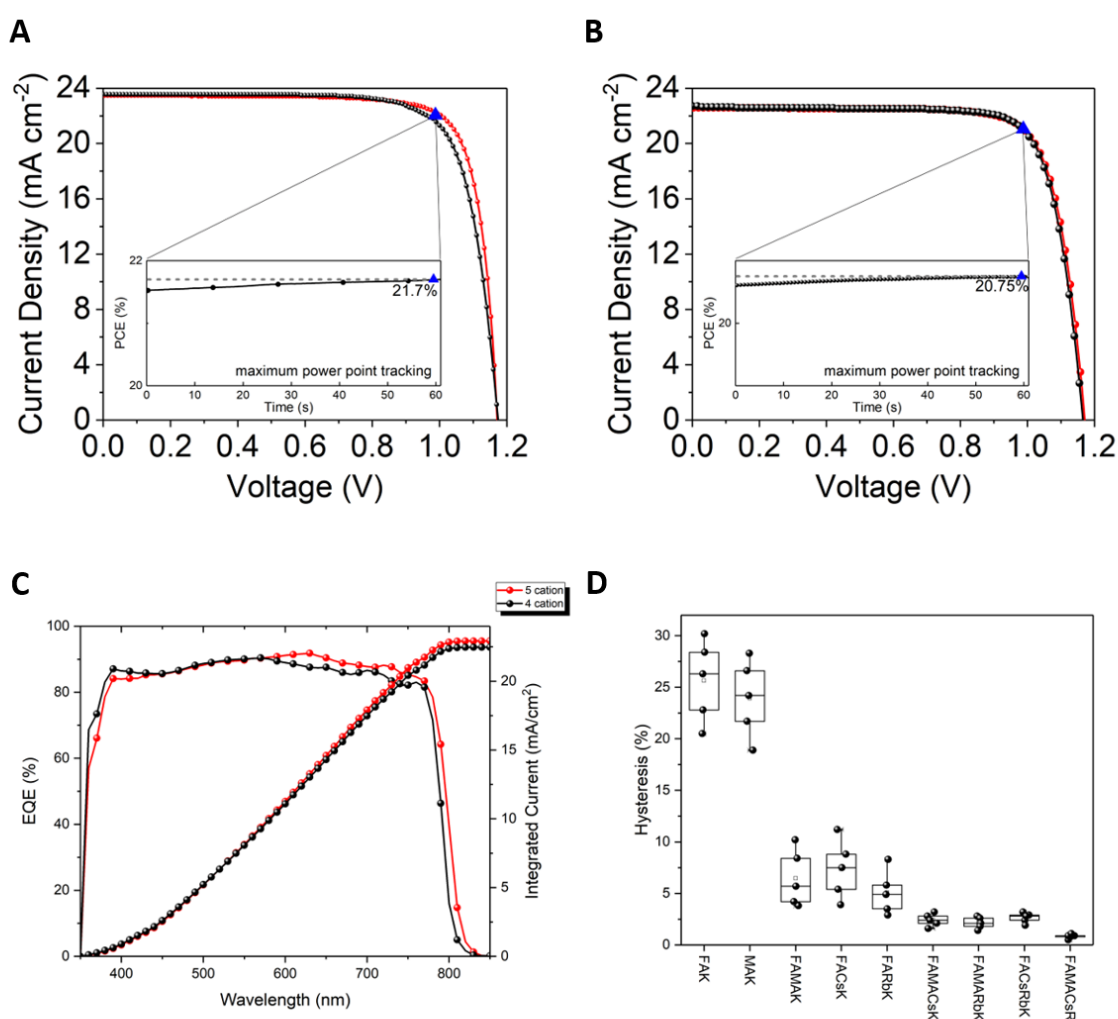 A
B
24
20
16
12
8
4
0
Current Density (mA cm-2)
0.0 0.2 0.4 0.6 0.8 1.0 1.2
Voltage (V)
22
20
PCE (%)
21.7%
maximum power point tracking
0 10 20 30 40 50 60
Time (s)
24
20
16
12
8
4
0
Current Density (mA cm-2)
0.0 0.2 0.4 0.6 0.8 1.0 1.2
Voltage (V)
20
PCE (%)
20.75%
maximum power point tracking
0 10 20 30 40 50 60
Time (s)
C
D
5 cation
4 cation
100
80
60
40
20
0
EQE (%)
20
15
10
5
0
Integrated Current (mA/cm2)
400 500 600 700 800
Wavelength (nm)
30
25
20
15
10
5
0
Hysteresis (%)
FAK
MAK
FAMAK
FACsK
FARbK
FAMACsK
FAMARbK
FACsRbK
FAMACsR